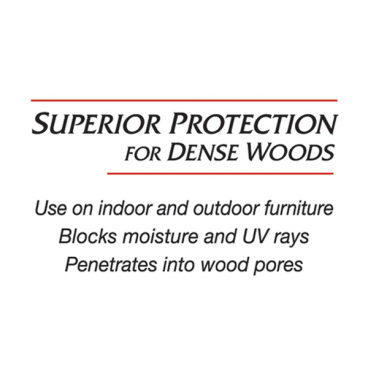 SUPERIOR PROTECTION
FOR DENSE WOODS
Use on indoor and outdoor furniture
Blocks moisture and UV rays
Penetrates into wood pores